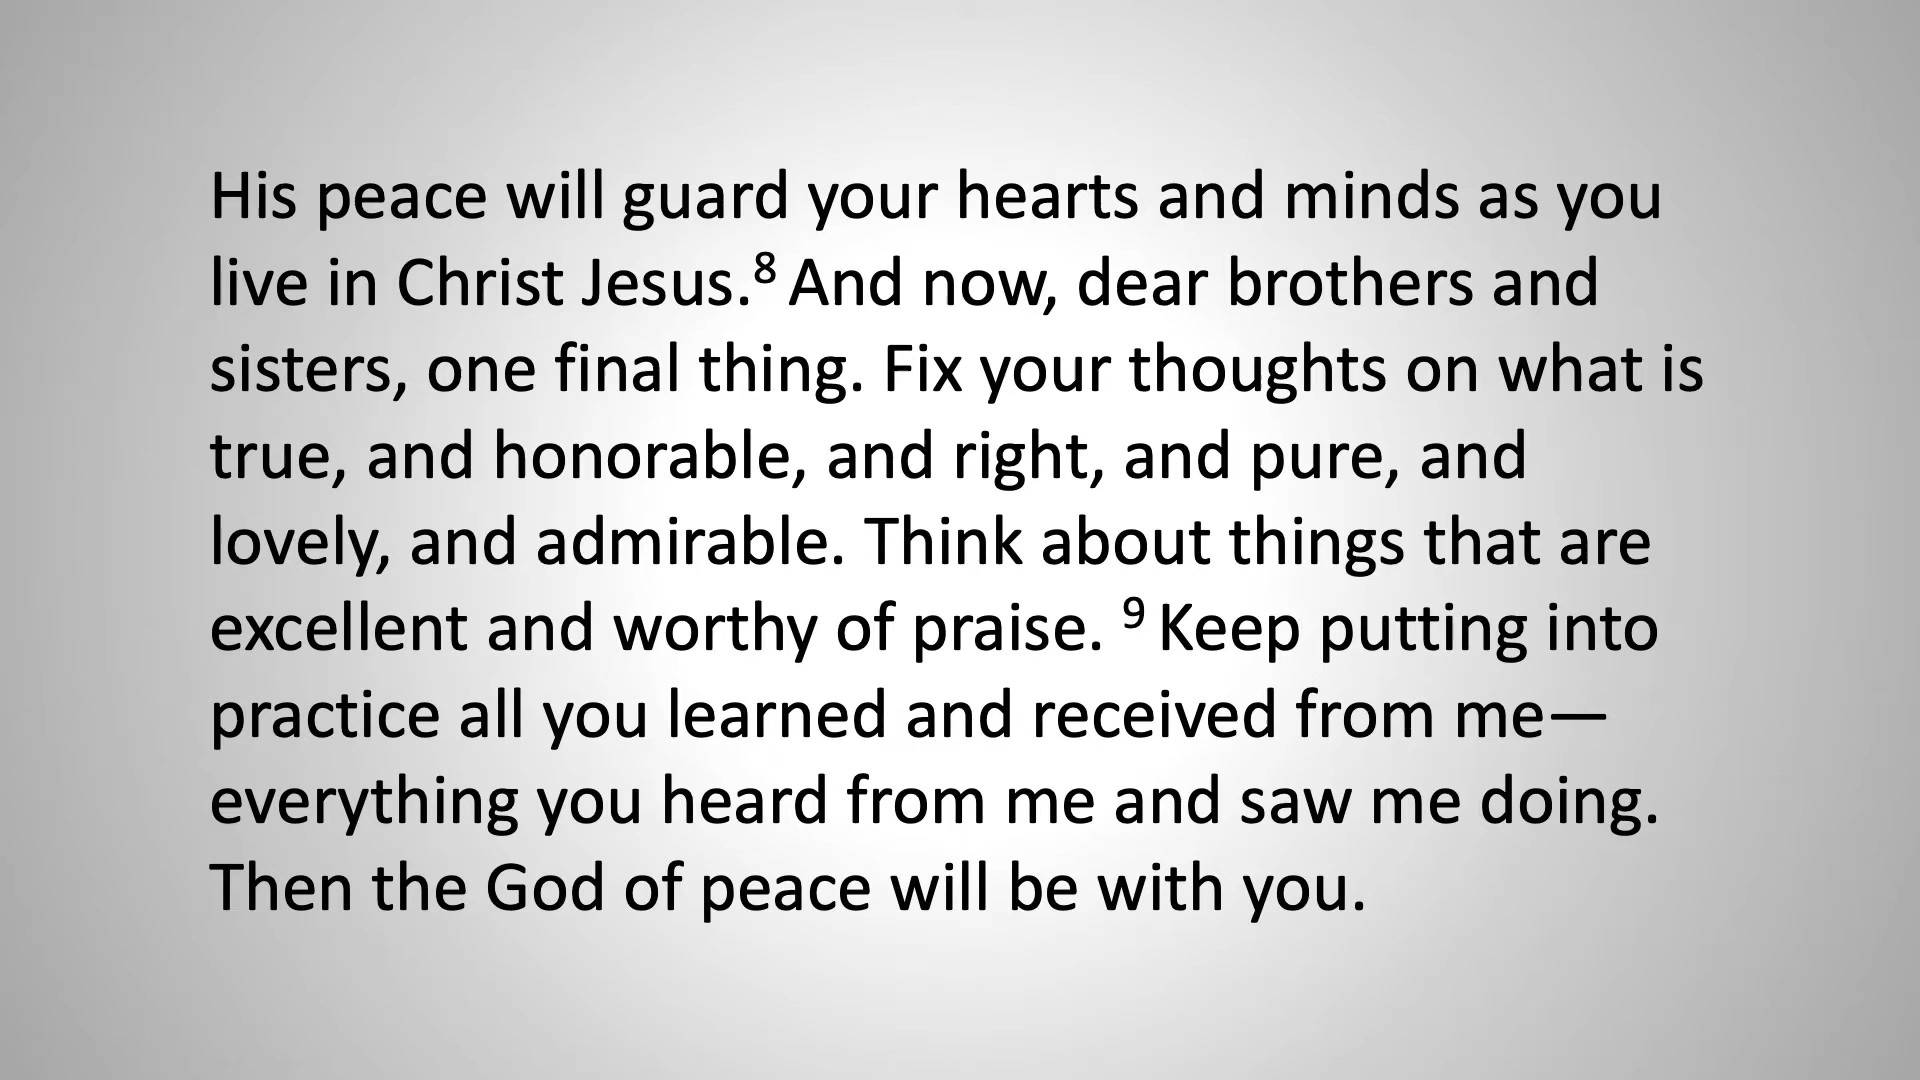 His peace will guard your hearts and minds as you
live in Christ Jesus.⁸ And now, dear brothers and
sisters, one final thing. Fix your thoughts on what is
true, and honorable, and right, and pure, and
lovely, and admirable. Think about things that are
excellent and worthy of praise. ⁹ Keep putting into
practice all you learned and received from me—
everything you heard from me and saw me doing.
Then the God of peace will be with you.